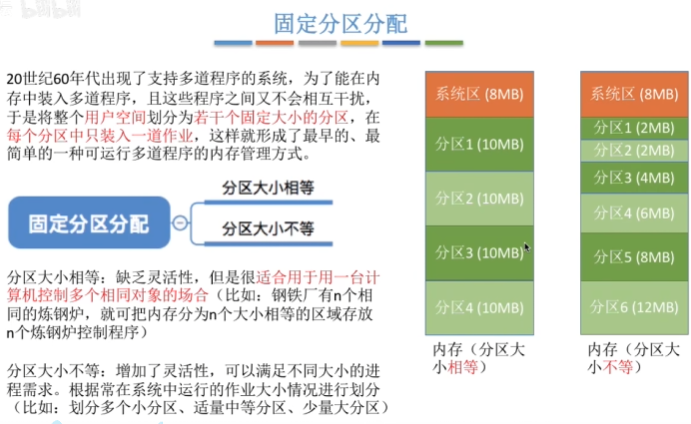 bilibili
固定分区分配
20世纪60年代出现了支持多道程序的系统，为了能在内
存中装入多道程序，且这些程序之间又不会相互干扰，
于是将整个用户空间划分为若干个固定大小的分区，在
每个分区中只装入一道作业，这样就形成了最早的、最
简单的一种可运行多道程序的内存管理方式。
固定分区分配
分区大小相等
分区大小不等
分区大小相等：缺乏灵活性，但是很适合用于用一台计
算机控制多个相同对象的场合（比如：钢铁厂有n个相
同的炼钢炉，就可把内存分为n个大小相等的区域存放
n个炼钢炉控制程序）
分区大小不等：增加了灵活性，可以满足不同大小的进
程需求。根据常在系统中运行的作业大小情况进行划分
（比如：划分多个小分区、适量中等分区、少量大分区）
系统区 (8MB)
分区1 (10MB)
分区2 (10MB)
分区3 (10MB)
分区4 (10MB)
内存（分区大
小相等）
系统区 (8MB)
分区1 (2MB)
分区2 (2MB)
分区3 (4MB)
分区4 (6MB)
分区5 (8MB)
分区6 (12MB)
内存（分区大
小不等）